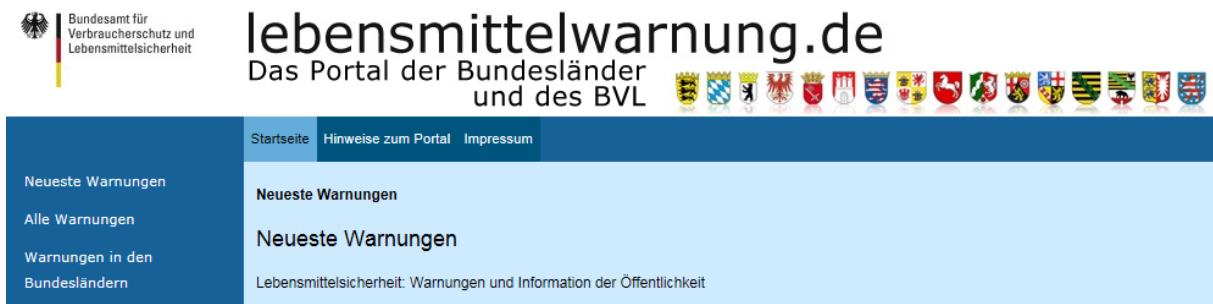 Bundesamt für
Verbraucherschutz und
Lebensmittelsicherheit
lebensmittelwarnung.de
Das Portal der Bundesländer
und des BVL
Startseite Hinweise zum Portal Impressum
Neueste Warnungen
Alle Warnungen
Warnungen in den
Bundesländern
Neueste Warnungen
Neueste Warnungen
Lebensmittelsicherheit: Warnungen und Information der Öffentlichkeit